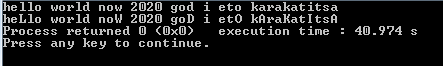 hello world now 2020 god i eto karakatitsa
heLlo world NoW 2020 goD i etO kAraKatItsA
Process returned 0 (0x0)   execution time : 40.974 s
Press any key to continue.